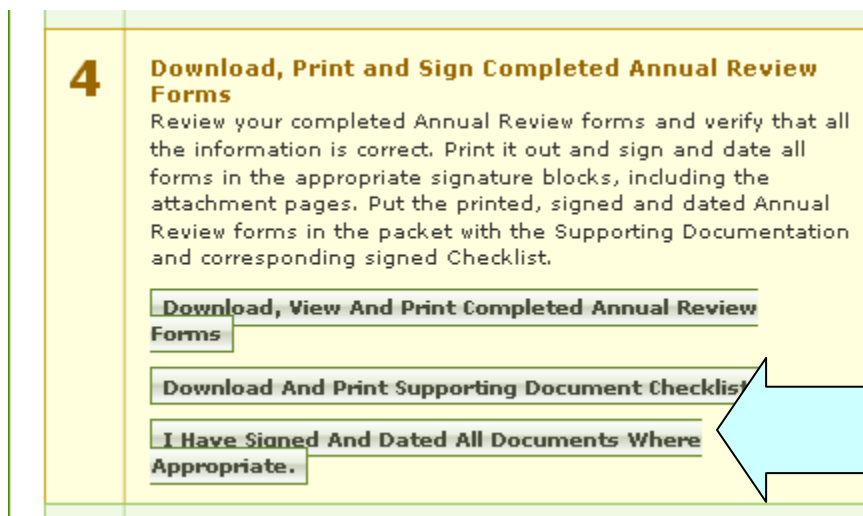 4
Download, Print and Sign Completed Annual Review
Forms
Review your completed Annual Review forms and verify that all
the information is correct. Print it out and sign and date all
forms in the appropriate signature blocks, including the
attachment pages. Put the printed, signed and dated Annual
Review forms in the packet with the Supporting Documentation
and corresponding signed Checklist.
Download, View And Print Completed Annual Review
Forms
Download And Print Supporting Document Checklist
I Have Signed And Dated All Documents Where
Appropriate.